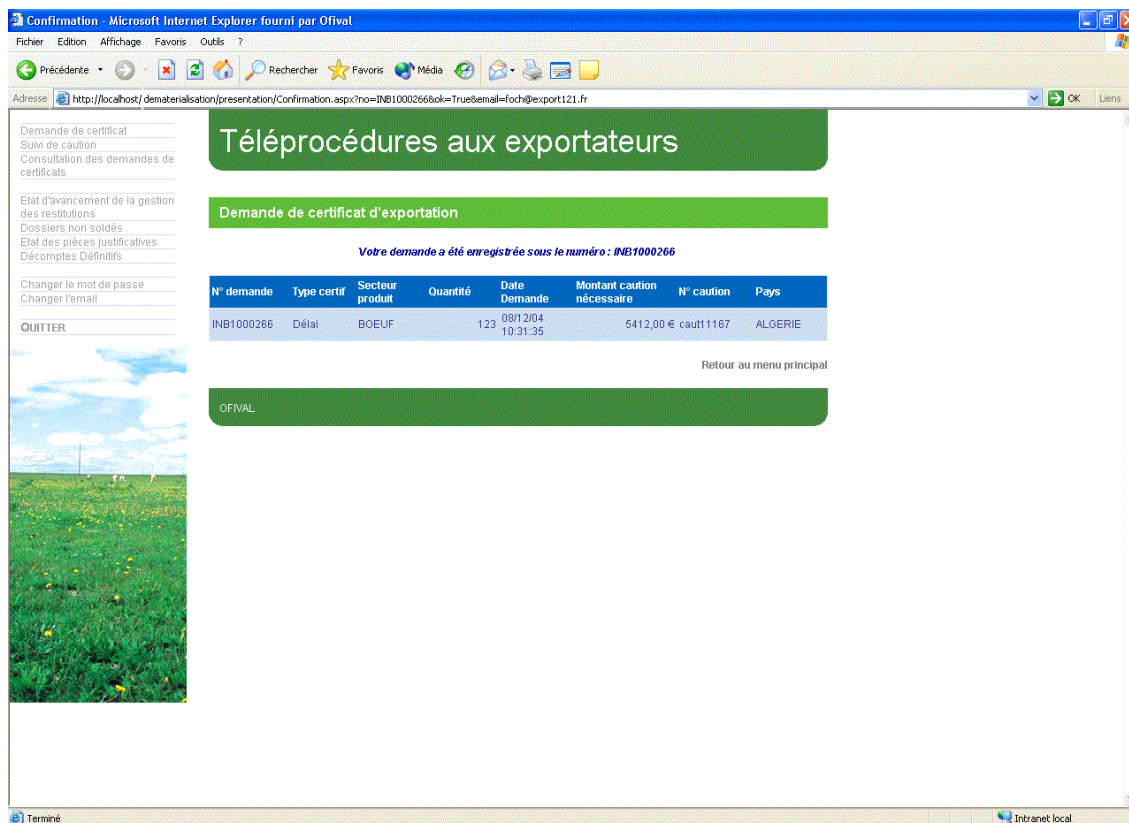 Confirmation - Microsoft Internet Explorer fourni par Ofival
Fichier Edition Affichage Favoris Outils ?
Précédente Rechercher Favoris Média
Adresse http://localhost/dematerialisation/presentation/Confirmation.aspx?no=INB1000266&ok=True&email=foch@export121.fr OK Liens
Téléprocédures aux exportateurs
Demande de certificat
Suivi de caution
Consultation des demandes de
certificats
Etat d'avancement de la gestion
des restitutions
Dossiers non soldés
Etat des pièces justificatives
Décomptes Définitifs
Changer le mot de passe
Changer l'email
QUITTER
Demande de certificat d'exportation
Votre demande a été enregistrée sous le numéro : INB1000266
N° demande Type certif Secteur produit Quantité Date Demande Montant caution nécessaire N° caution Pays
INB1000266 Délai BOEUF 123 08/12/04 10:31:35 5412,00 € caut11167 ALGERIE
Retour au menu principal
OFIVAL
Terminé Intranet local